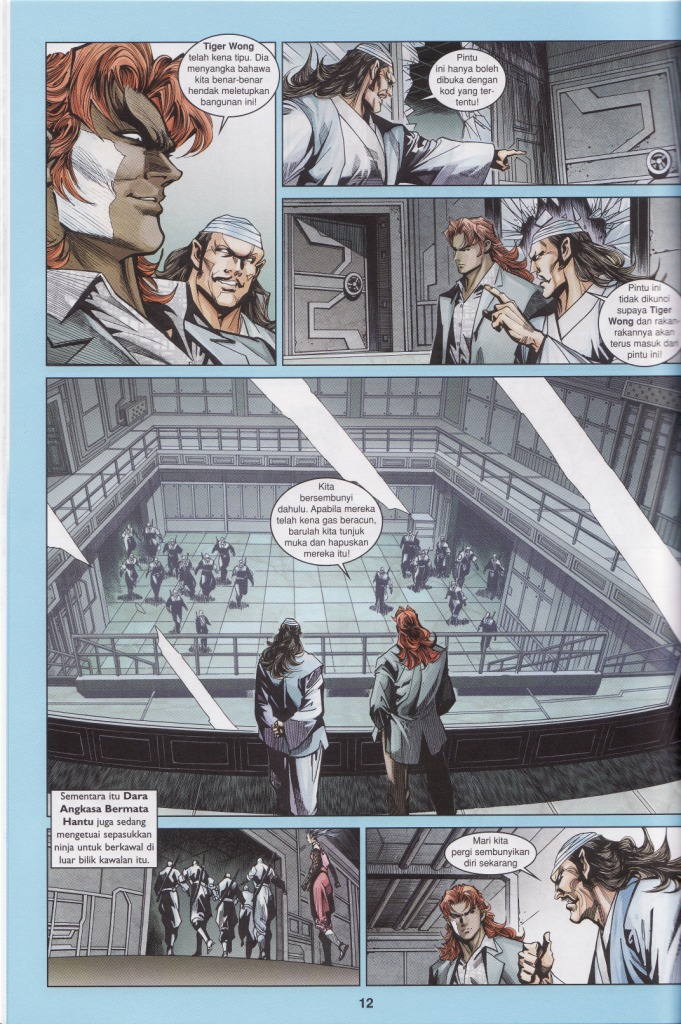 Tiger Wong
telah kena tipu. Dia
menyangka bahawa
kita benar-benar
hendak meletupkan
bangunan ini!
Pintu
ini hanya boleh
dibuka dengan
kod yang ter-
tentu!
Pintu ini
tidak dikunci
supaya Tiger
Wong dan rakan-
rakannya akan
terus masuk dari
pintu ini!
Kita
bersembunyi
dahulu. Apabila mereka
telah kena gas beracun,
barulah kita tunjuk
muka dan hapuskan
mereka itu!
Sementara itu Dara
Angkasa Bermata
Hantu juga sedang
mengetuai sepasukkan
ninja untuk berkawal di
luar bilik kawalan itu.
Mari kita
pergi sembunyikan
diri sekarang
12